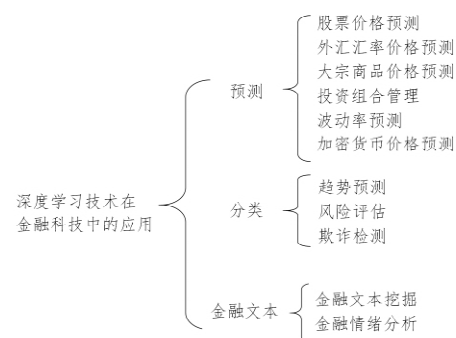 股票价格预测
外汇汇率价格预测
大宗商品价格预测
预测
投资组合管理
波动率预测
加密货币价格预测
深度学习技术在
金融科技中的应用
趋势预测
分类
风险评估
欺诈检测
金融文本
金融文本挖掘
金融情绪分析